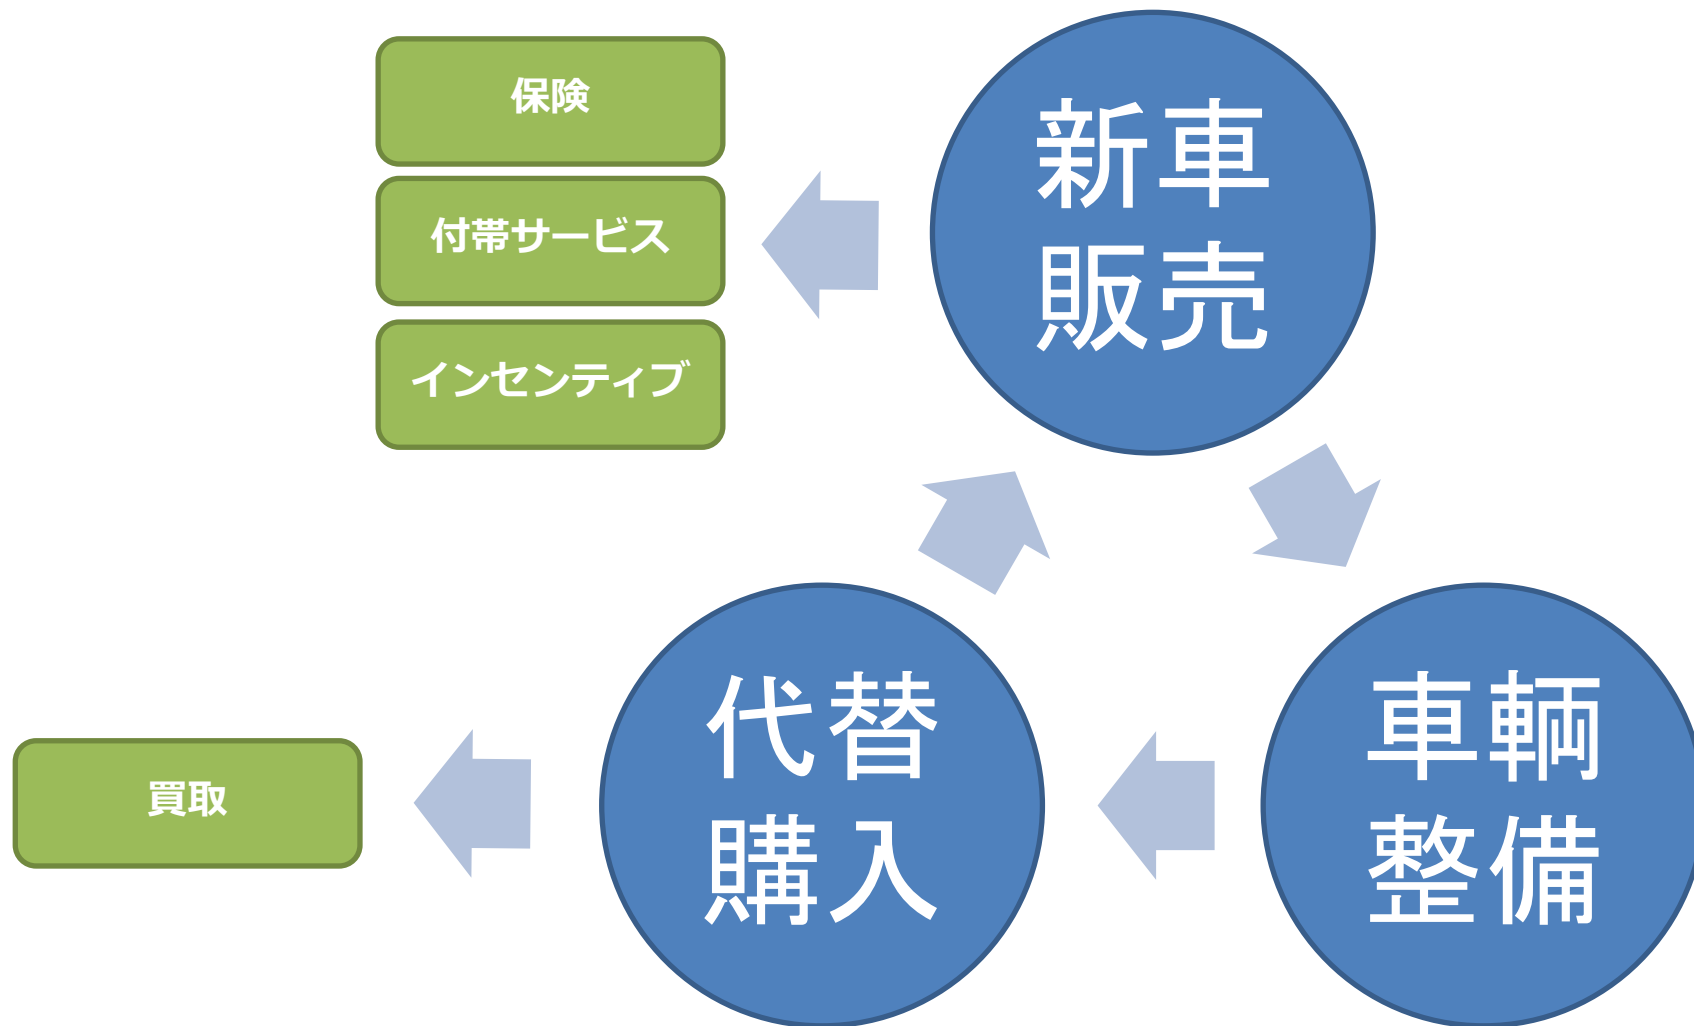 保険
付帯サービス
インセンティブ
新車
販売
代替
購入
車輌
整備
買取